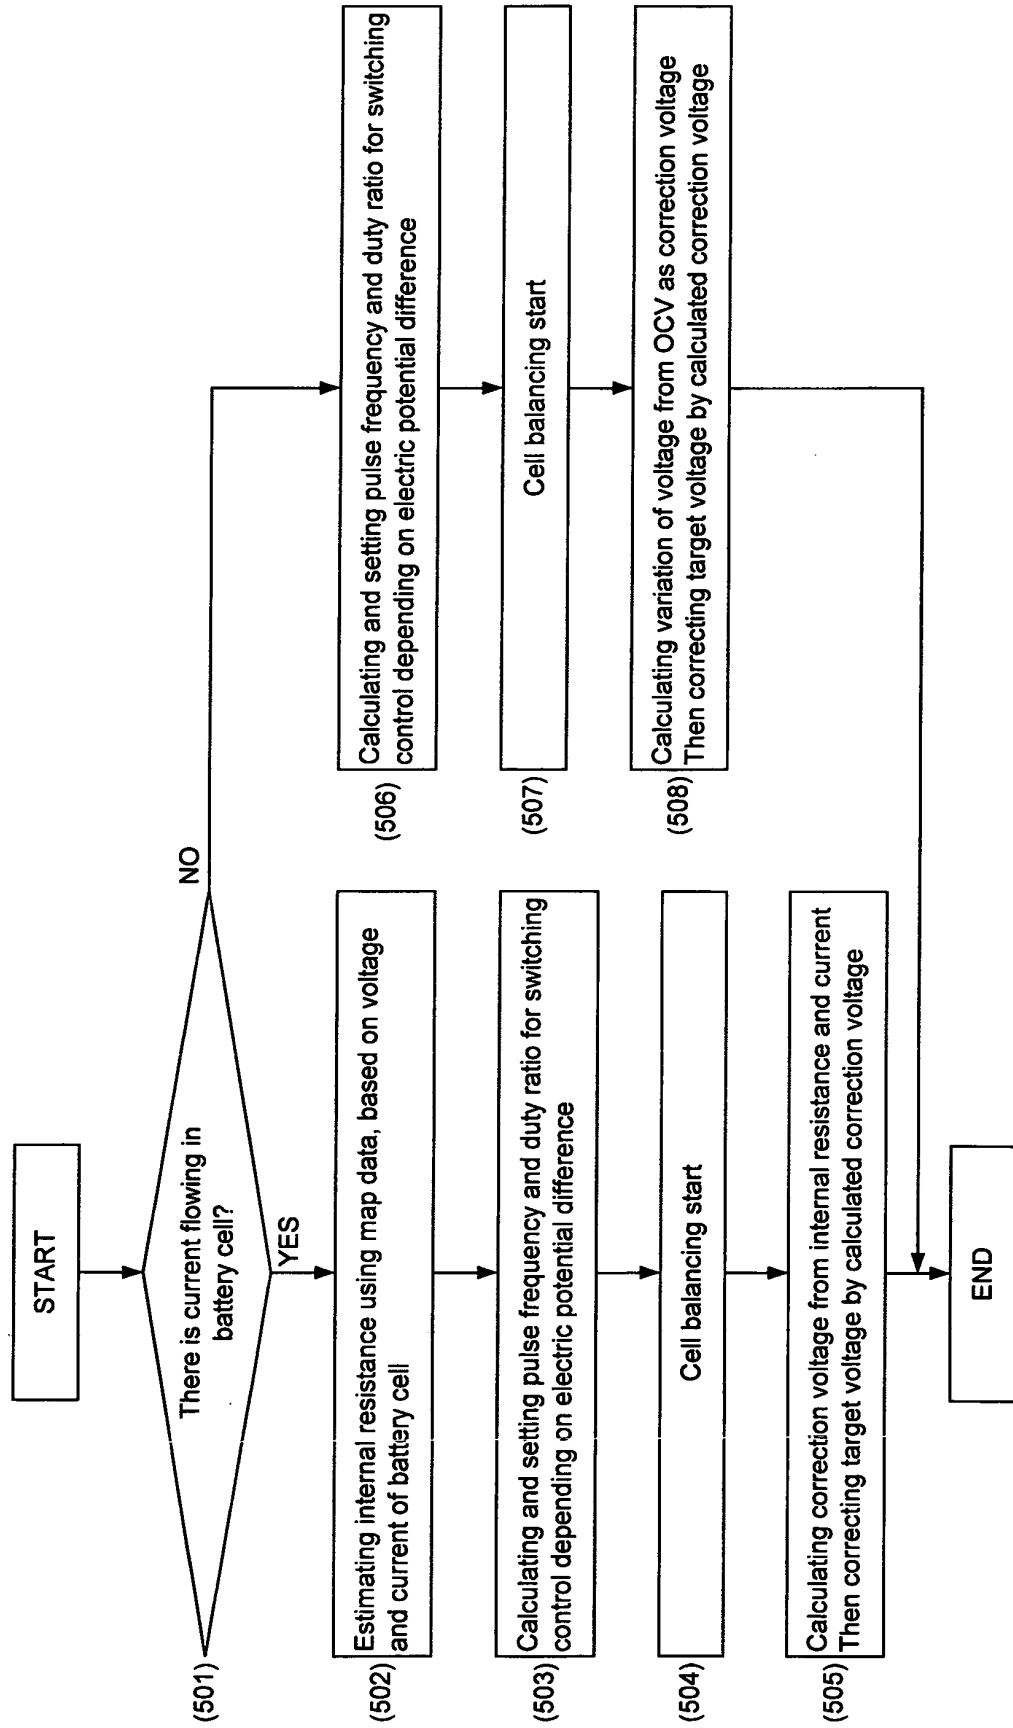 START
(501)
There is current flowing in
battery cell?
NO
YES
(502)
Estimating internal resistance using map data, based on voltage
and current of battery cell
(503)
Calculating and setting pulse frequency and duty ratio for switching
control depending on electric potential difference
(504)
Cell balancing start
(505)
Calculating correction voltage from internal resistance and current
Then correcting target voltage by calculated correction voltage
(506)
Calculating and setting pulse frequency and duty ratio for switching
control depending on electric potential difference
(507)
Cell balancing start
(508)
Calculating variation of voltage from OCV as correction voltage
Then correcting target voltage by calculated correction voltage
END